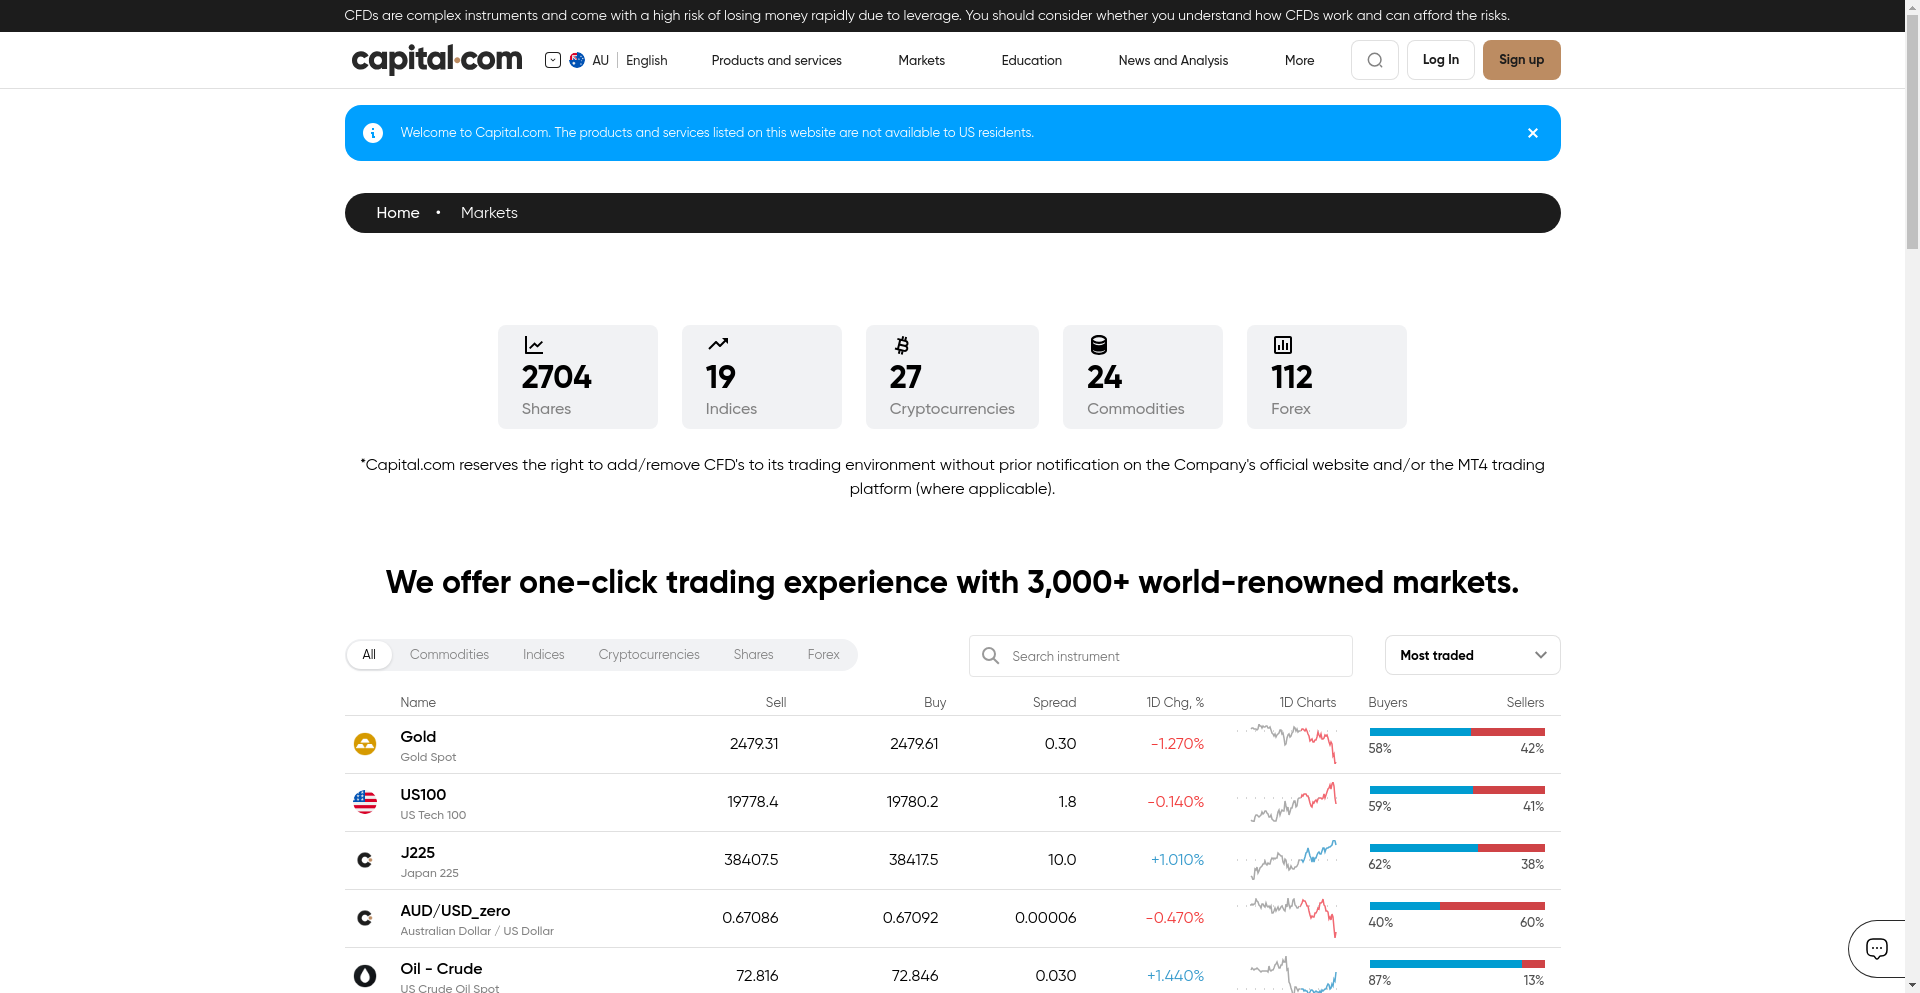 CFDs are complex instruments and come with a high risk of losing money rapidly due to leverage. You should consider whether you understand how CFDs work and can afford the risks.
capital.com AU English Products and services Markets Education News and Analysis More Log In Sign up
Welcome to Capital.com. The products and services listed on this website are not available to US residents.
Home • Markets
2704 19 27 24 112
Shares Indices Cryptocurrencies Commodities Forex
*Capital.com reserves the right to add/remove CFD's to its trading environment without prior notification on the Company's official website and/or the MT4 trading
platform (where applicable).
We offer one-click trading experience with 3,000+ world-renowned markets.
All Commodities Indices Cryptocurrencies Shares Forex Search instrument Most traded
Name Sell Buy Spread 1D Chg, % 1D Charts Buyers Sellers
Gold 2479.31 2479.61 0.30 -1.270% 58% 42%
Gold Spot
US100 19778.4 19780.2 1.8 -0.140% 59% 41%
US Tech 100
J225 38407.5 38417.5 10.0 +1.010% 62% 38%
Japan 225
AUD/USD_zero 0.67086 0.67092 0.00006 -0.470% 40% 60%
Australian Dollar / US Dollar
Oil - Crude 72.816 72.846 0.030 +1.440% 87% 13%
US Crude Oil Spot